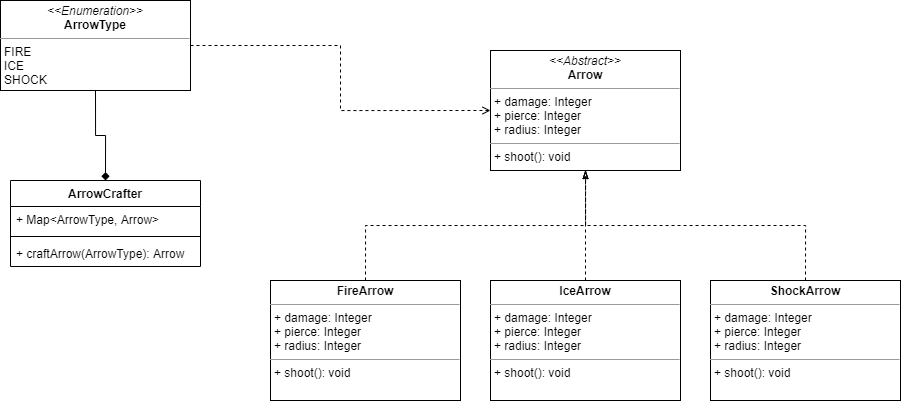 <<Enumeration>>
ArrowType
FIRE
ICE
SHOCK
<<Abstract>>
Arrow
+ damage: Integer
+ pierce: Integer
+ radius: Integer
+ shoot(): void
ArrowCrafter
+ Map<ArrowType, Arrow>
+ craftArrow(ArrowType): Arrow
FireArrow
+ damage: Integer
+ pierce: Integer
+ radius: Integer
+ shoot(): void
IceArrow
+ damage: Integer
+ pierce: Integer
+ radius: Integer
+ shoot(): void
ShockArrow
+ damage: Integer
+ pierce: Integer
+ radius: Integer
+ shoot(): void